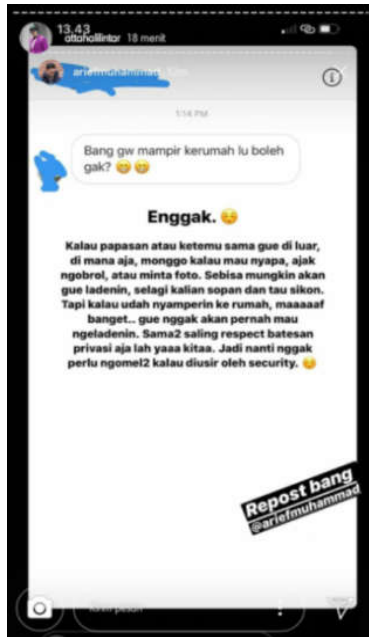 13.43
attahalilintar 18 menit
ariefmuhammad
1:14 PM
Bang gw mampir kerumah lu boleh
gak? 😁😁
Enggak. ☺️
Kalau papasan atau ketemu sama gue di luar,
di mana aja, monggo kalau mau nyapa, ajak
ngobrol, atau minta foto. Sebisa mungkin akan
gue ladenin, selagi kalian sopan dan tau sikon.
Tapi kalau udah nyamperin ke rumah, maaaaaf
banget.. gue nggak akan pernah mau
ngeladenin. Sama2 saling respect batesan
privasi aja lah yaaa kitaa. Jadi nanti nggak
perlu ngomel2 kalau diusir oleh security. ☺️
Repost bang
@ariefmuhammad
Kirim pesan